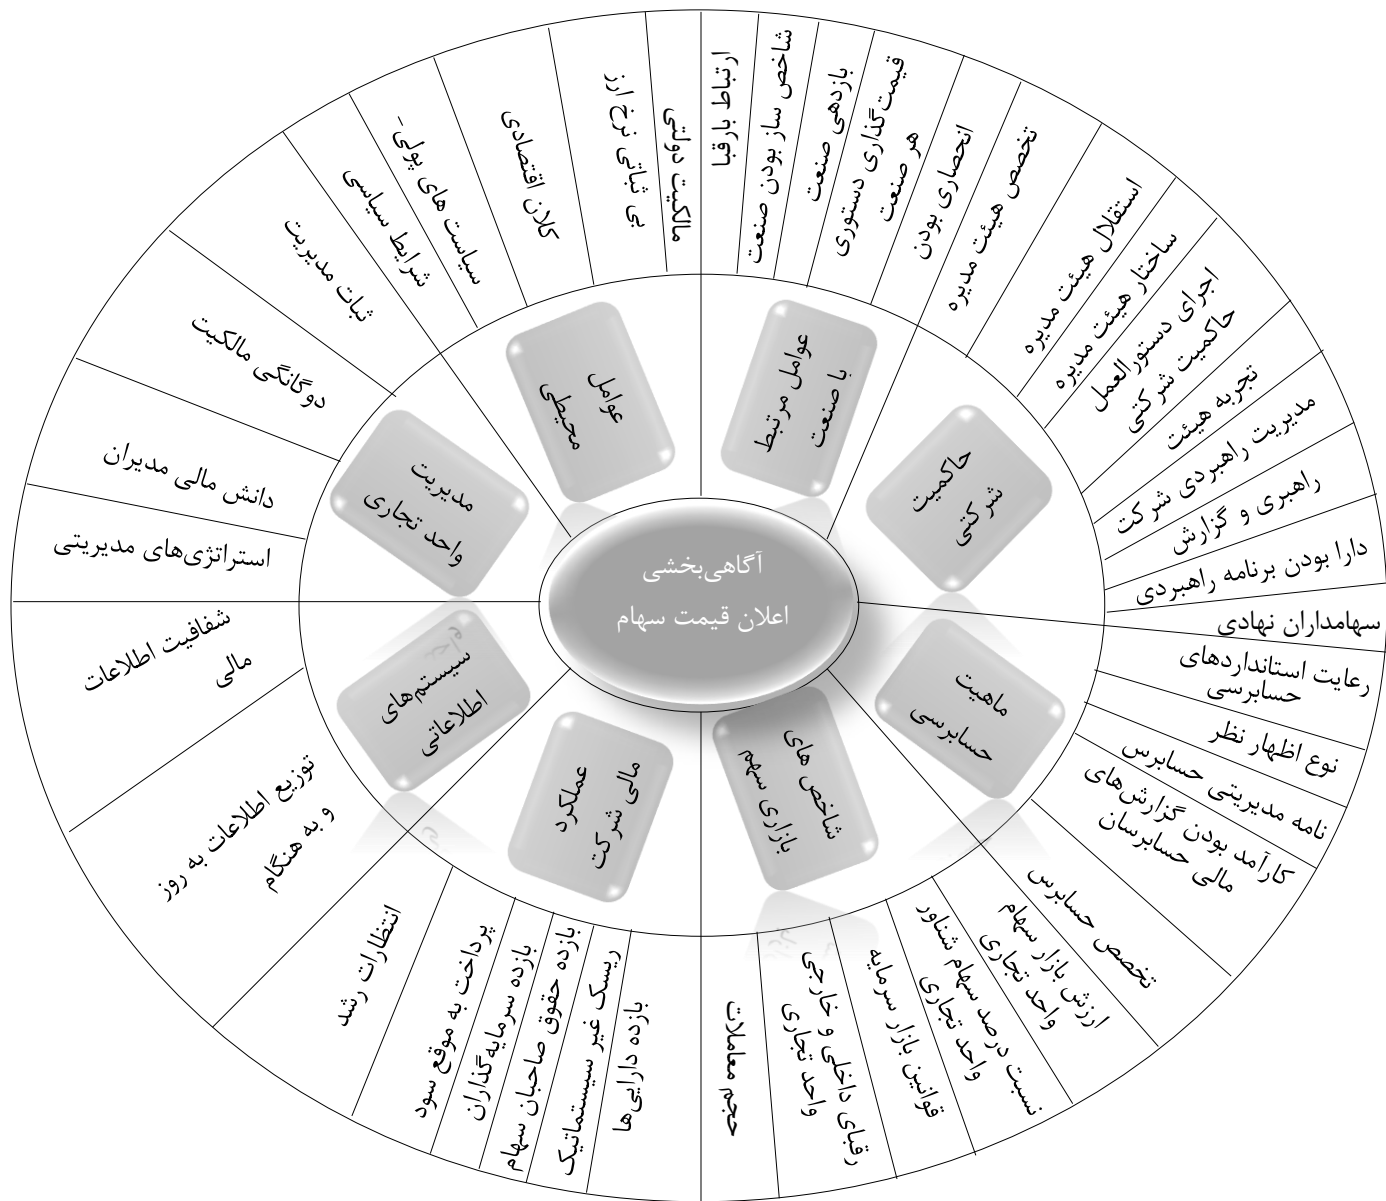 آگاهی‌بخشی
اعلان قیمت سهام
عوامل مرتبط
با صنعت
ارتباط بارقبا
شاخص ساز بودن صنعت
بازدهی صنعت
قیمت‌گذاری دستوری
هر صنعت
انحصاری بودن
حاکمیت
شرکتی
تخصص هیئت مدیره
استقلال هیئت مدیره
ساختار هیئت مدیره
اجرای دستور العمل
حاکمیت شرکتی
تجربه هیئت
مدیریت راهبردی شرکت
راهبری و گزارش
دارا بودن برنامه راهبردی
سهامداران نهادی
ماهیت
حسابرسی
رعایت استانداردهای
حسابرسی
نوع اظهار نظر
نامه مدیریتی حسابرس
کارآمد بودن گزارش‌های
مالی حسابرسان
تخصص حسابرس
شاخص های
بازاری سهم
ارزش بازار سهام
واحد تجاری
نسبت درصد سهام شناور
واحد تجاری
قوانین بازار سرمایه
رقبای داخلی و خارجی
واحد تجاری
حجم معاملات
عملکرد
مالی شرکت
بازده دارایی‌ها
ریسک غیر سیستماتیک
بازده حقوق صاحبان سهام
بازده سرمایه‌گذاران
پرداخت به موقع سود
انتظارات رشد
سیستم‌های
اطلاعاتی
توزیع اطلاعات به روز
و به هنگام
شفافیت اطلاعات
مالی
مدیریت
واحد تجاری
استراتژی‌های مدیریتی
دانش مالی مدیران
دوگانگی مالکیت
ثبات مدیریت
عوامل
محیطی
شرایط سیاسی
سیاست های پولی-
کلان اقتصادی
بی ثباتی نرخ ارز
مالکیت دولتی